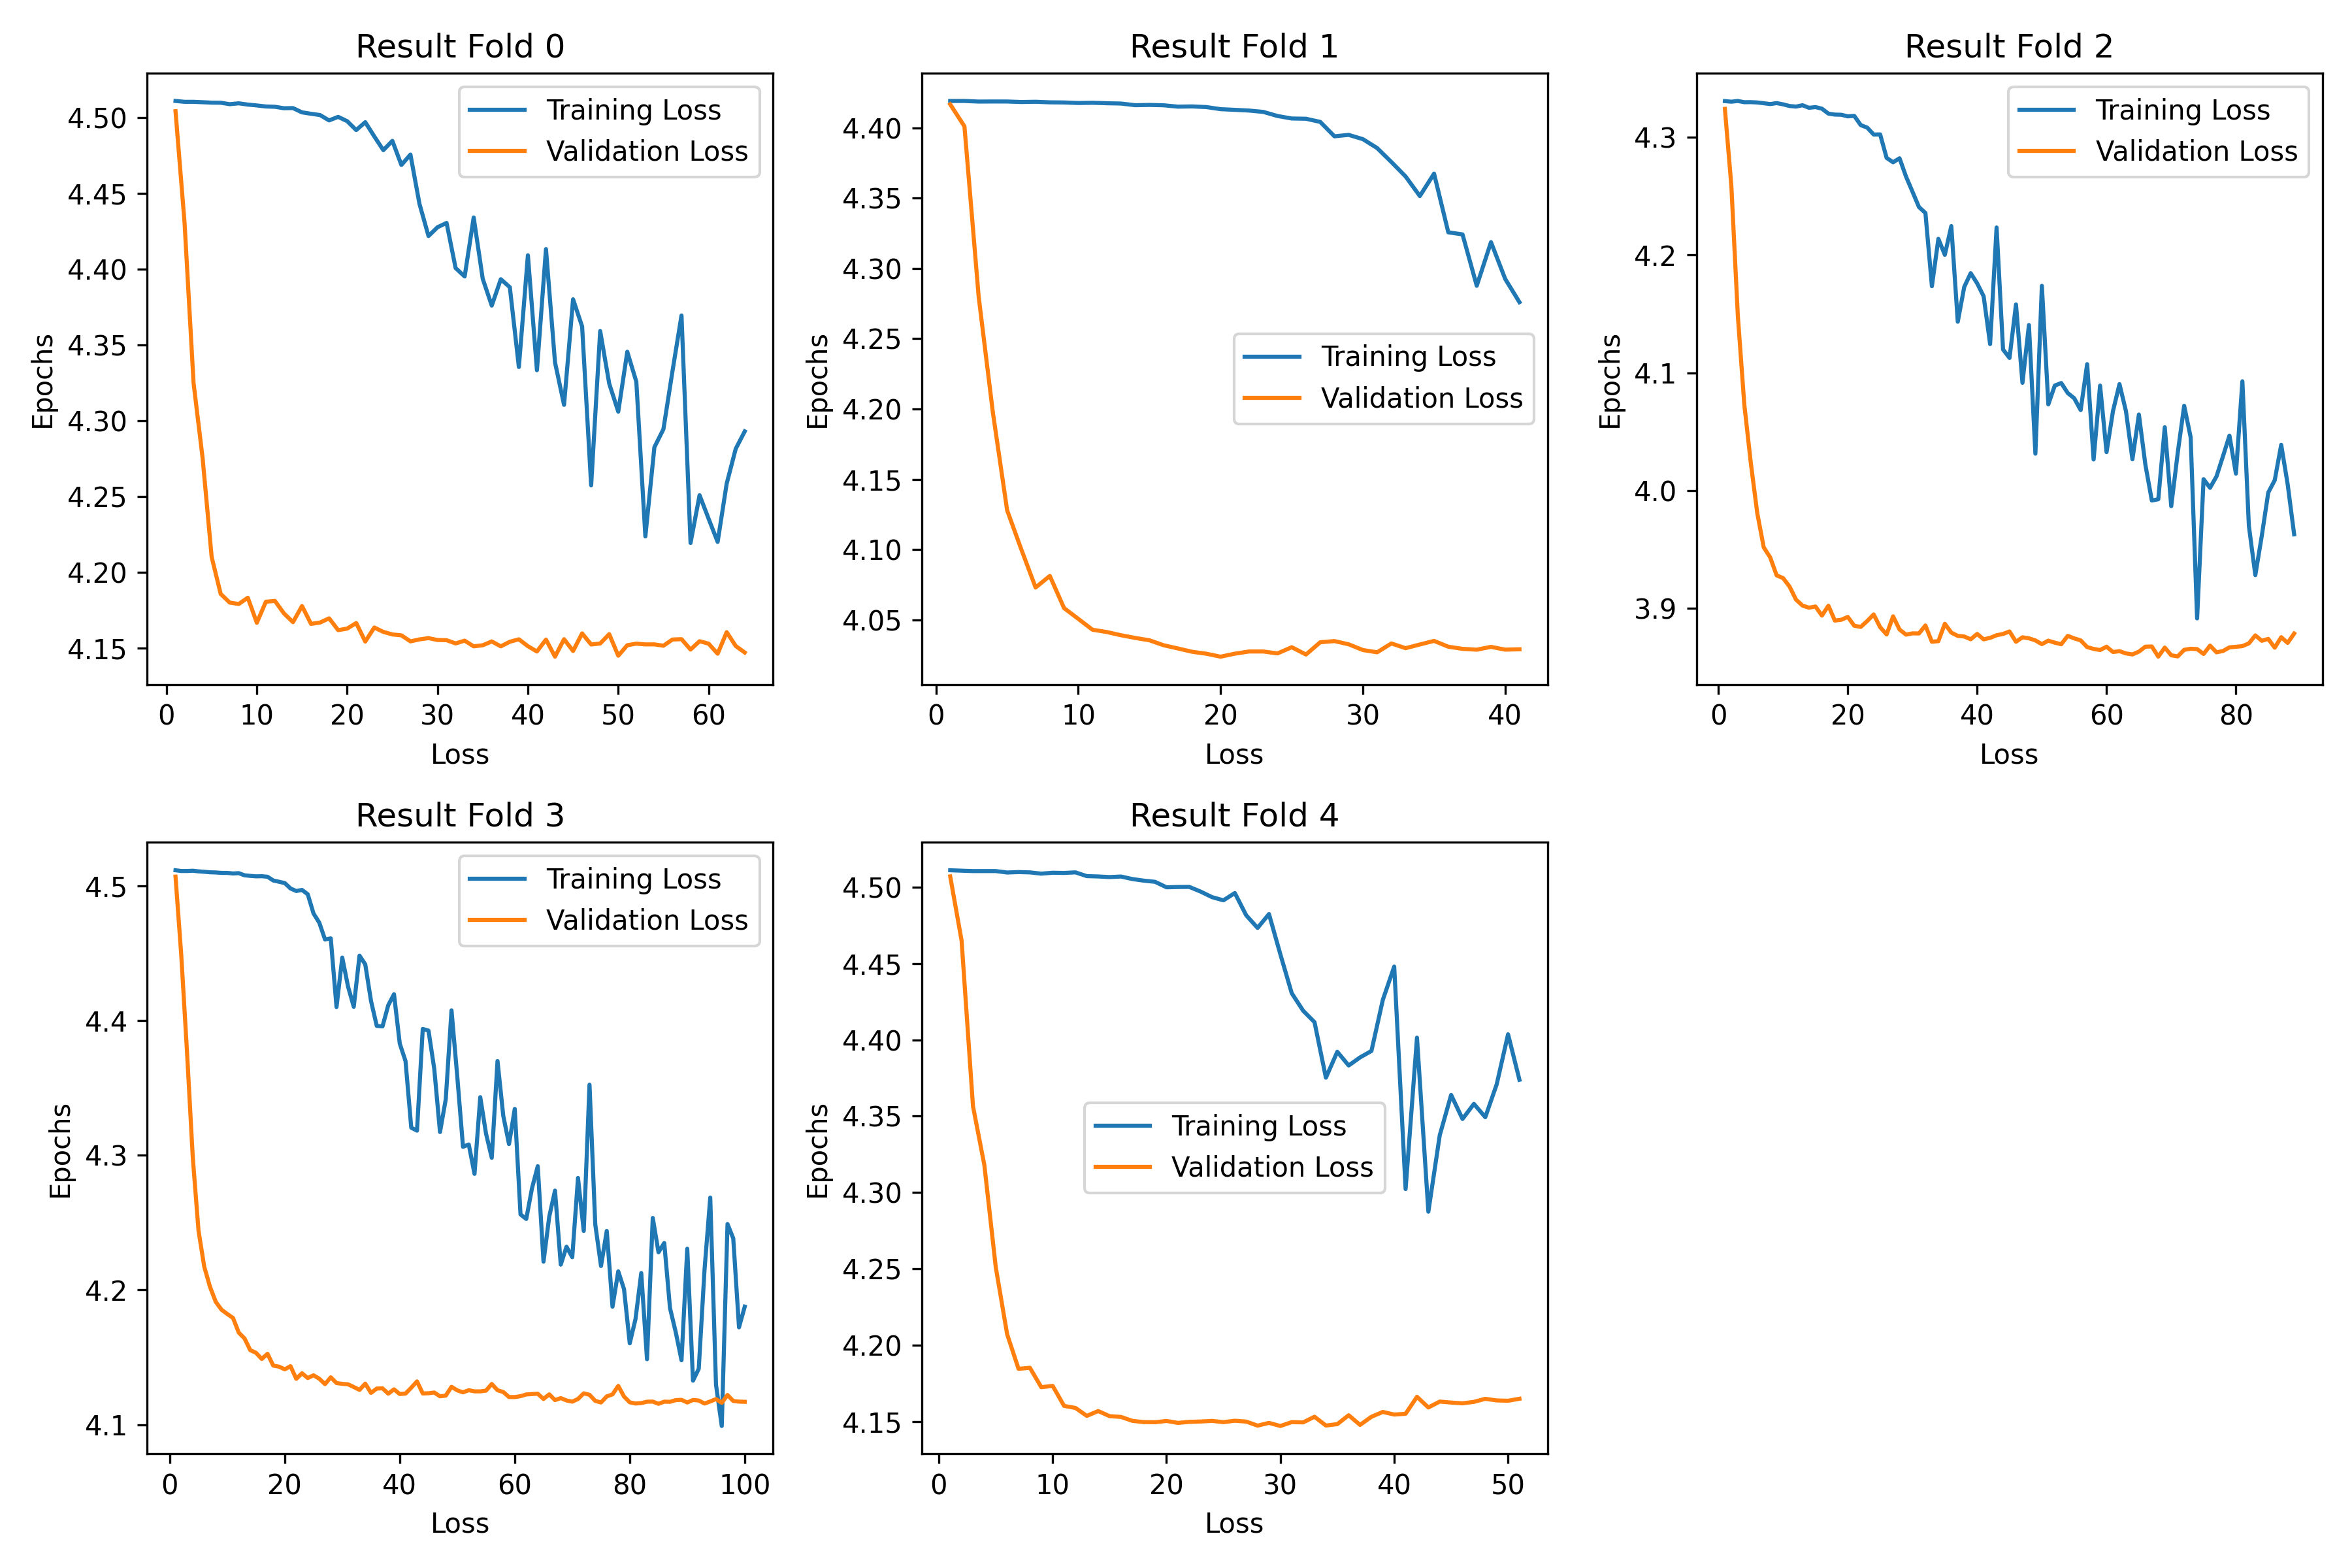 Result Fold 0
Epochs
4.50
4.45
4.40
4.35
4.30
4.25
4.20
4.15
Training Loss
Validation Loss
0 10 20 30 40 50 60
Loss
Result Fold 1
Epochs
4.40
4.35
4.30
4.25
4.20
4.15
4.10
4.05
Training Loss
Validation Loss
0 10 20 30 40
Loss
Result Fold 2
Epochs
4.3
4.2
4.1
4.0
3.9
Training Loss
Validation Loss
0 20 40 60 80
Loss
Result Fold 3
Epochs
4.5
4.4
4.3
4.2
4.1
Training Loss
Validation Loss
0 20 40 60 80 100
Loss
Result Fold 4
Epochs
4.50
4.45
4.40
4.35
4.30
4.25
4.20
4.15
Training Loss
Validation Loss
0 10 20 30 40 50
Loss